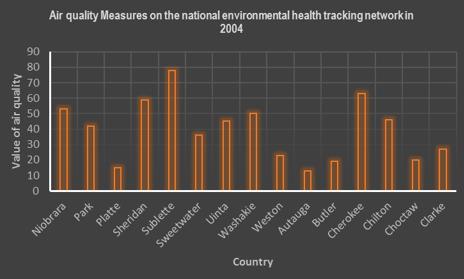 Air quality Measures on the national environmental health tracking network in
2004
90
80
70
60
50
40
30
20
10
0
Value of air quality
Niobrara
Park
Platte
Sheridan
Sublette
Sweetwater
Uinta
Washakie
Weston
Autauga
Butler
Cherokee
Chilton
Choctaw
Clarke
Country